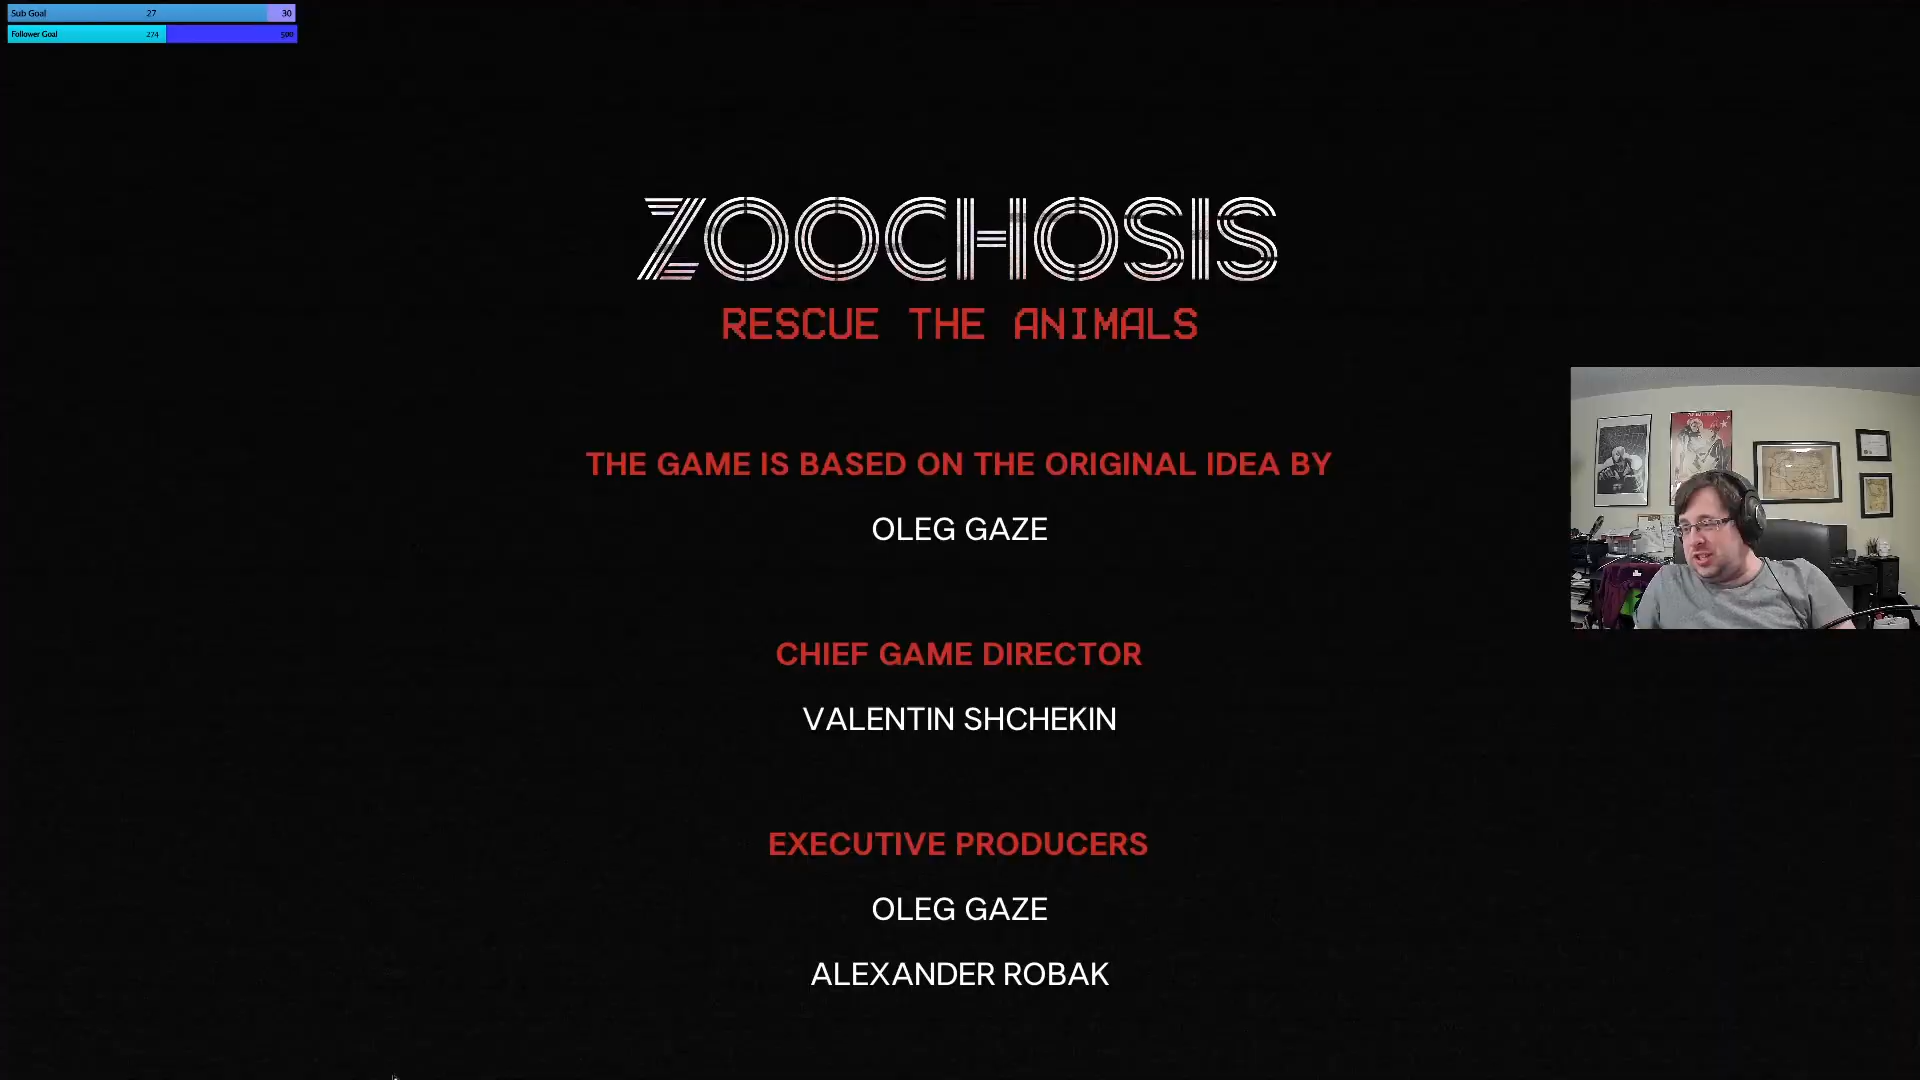 Sub Goal 27 30
Follower Goal 274 500
ZOOCHOSIS
RESCUE THE ANIMALS
THE GAME IS BASED ON THE ORIGINAL IDEA BY
OLEG GAZE
CHIEF GAME DIRECTOR
VALENTIN SHCHEKIN
EXECUTIVE PRODUCERS
OLEG GAZE
ALEXANDER ROBAK